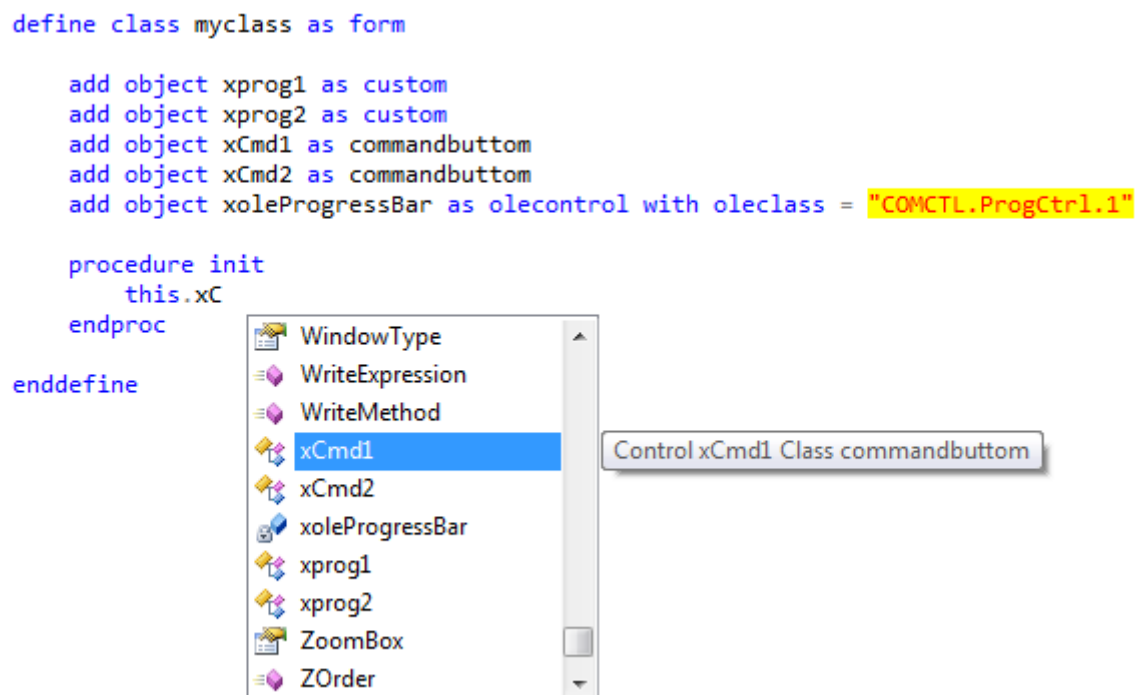 define class myclass as form
add object xprog1 as custom
add object xprog2 as custom
add object xCmd1 as commandbuttom
add object xCmd2 as commandbuttom
add object xoleProgressBar as olecontrol with oleclass = "COMCTL.ProgCtrl.1"
procedure init
this.xC
endproc
enddefine
WindowType
WriteExpression
WriteMethod
xCmd1
Control xCmd1 Class commandbuttom
xCmd2
xoleProgressBar
xprog1
xprog2
ZoomBox
ZOrder